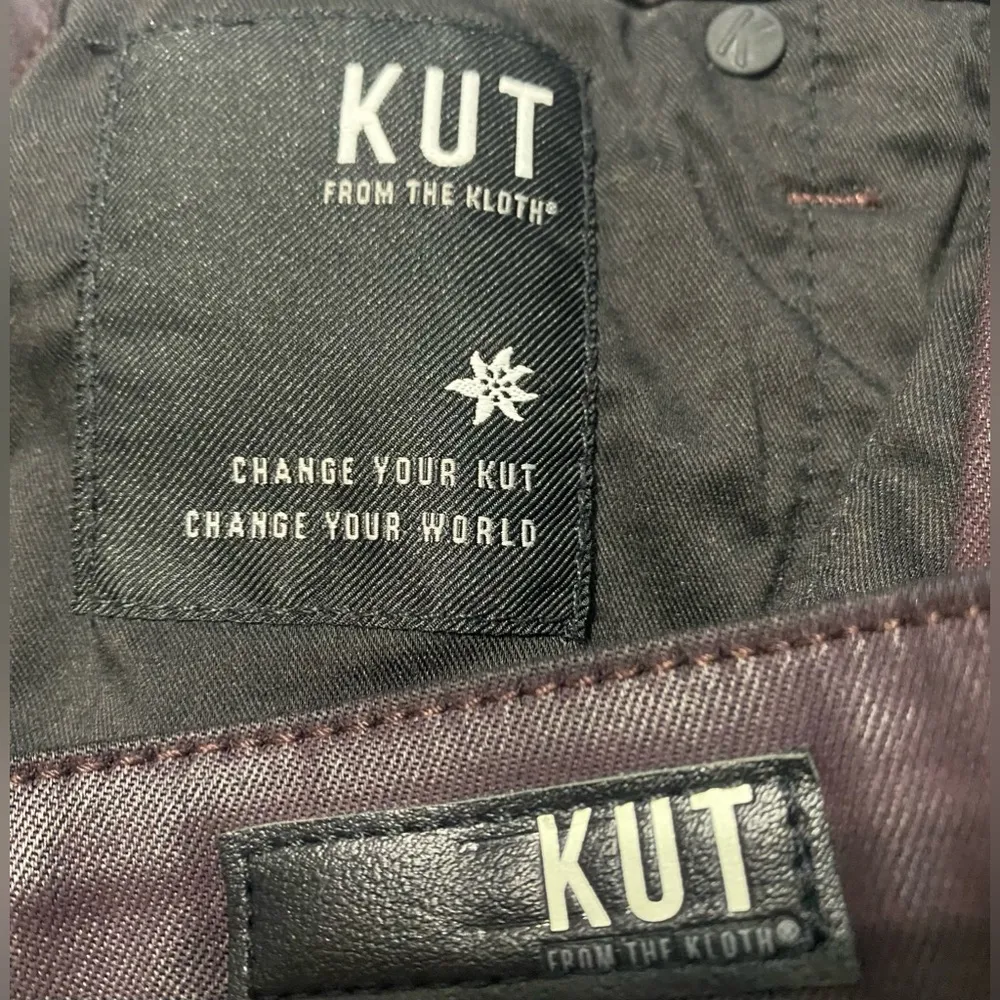 KUT
FROM THE KLOTH®
CHANGE YOUR KUT
CHANGE YOUR WORLD
KUT
FROM THE KLOTH®